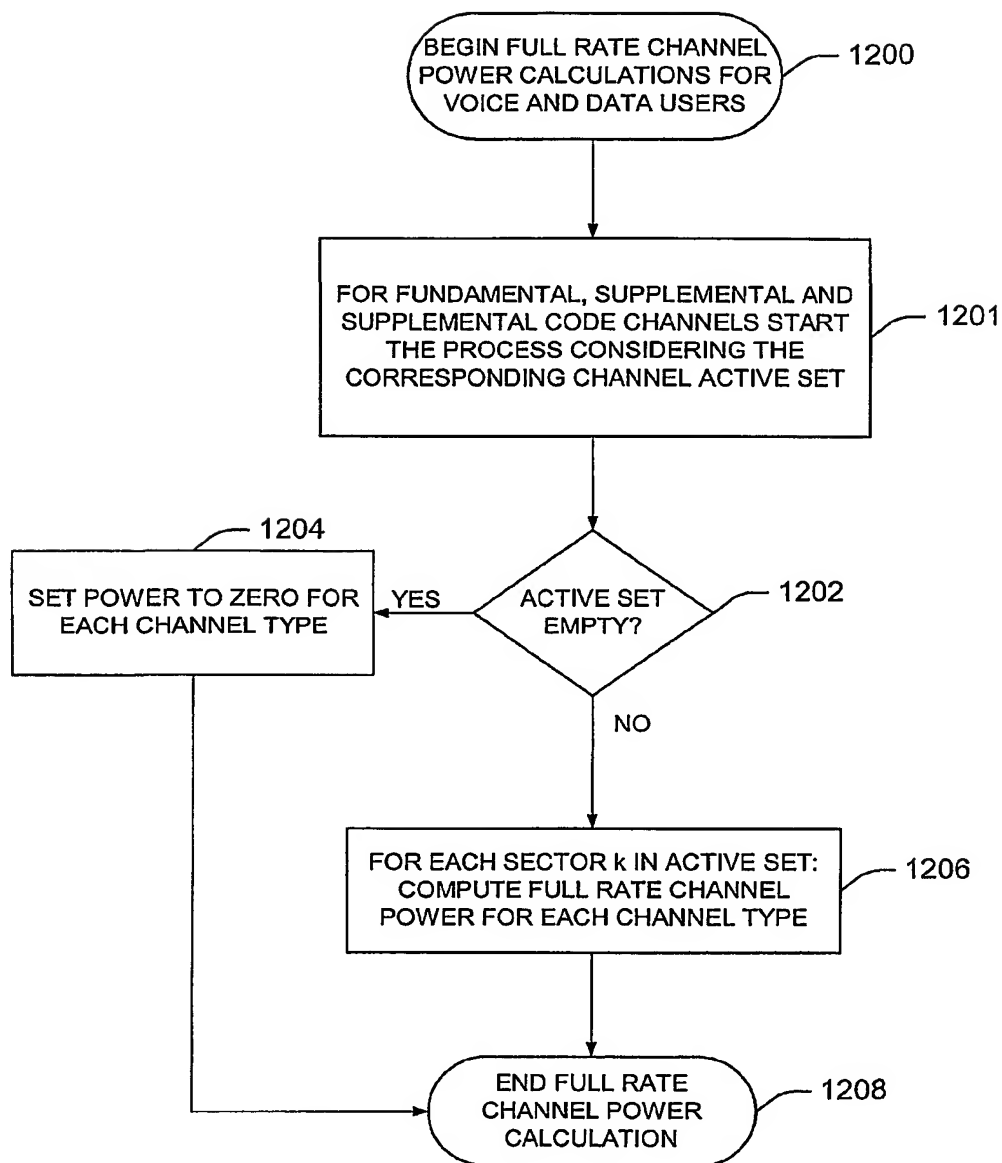 BEGIN FULL RATE CHANNEL
POWER CALCULATIONS FOR
VOICE AND DATA USERS
1200
FOR FUNDAMENTAL, SUPPLEMENTAL AND
SUPPLEMENTAL CODE CHANNELS START
THE PROCESS CONSIDERING THE
CORRESPONDING CHANNEL ACTIVE SET
1201
1204
SET POWER TO ZERO FOR
EACH CHANNEL TYPE
YES
ACTIVE SET
EMPTY?
1202
NO
FOR EACH SECTOR k IN ACTIVE SET:
COMPUTE FULL RATE CHANNEL
POWER FOR EACH CHANNEL TYPE
1206
END FULL RATE
CHANNEL POWER
CALCULATION
1208